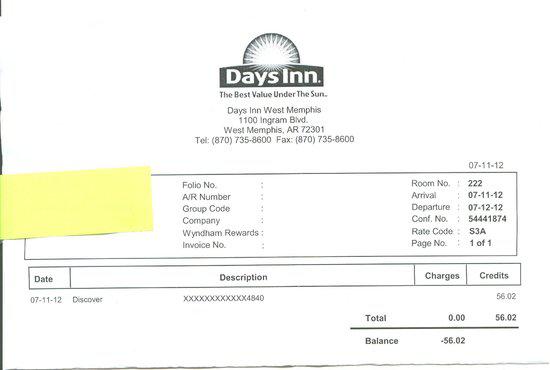 Days Inn.
The Best Value Under The Sun.
Days Inn West Memphis
1100 Ingram Blvd.
West Memphis, AR 72301
Tel: (870) 735-8600 Fax: (870) 735-8600
07-11-12
Folio No. : Room No. : 222
A/R Number : Arrival : 07-11-12
Group Code : Departure : 07-12-12
Company : Conf. No. : 54441874
Wyndham Rewards : Rate Code : S3A
Invoice No. : Page No. : 1 of 1
Date Description Charges Credits
07-11-12 Discover XXXXXXXXXXXX4840 56.02
Total 0.00 56.02
Balance -56.02